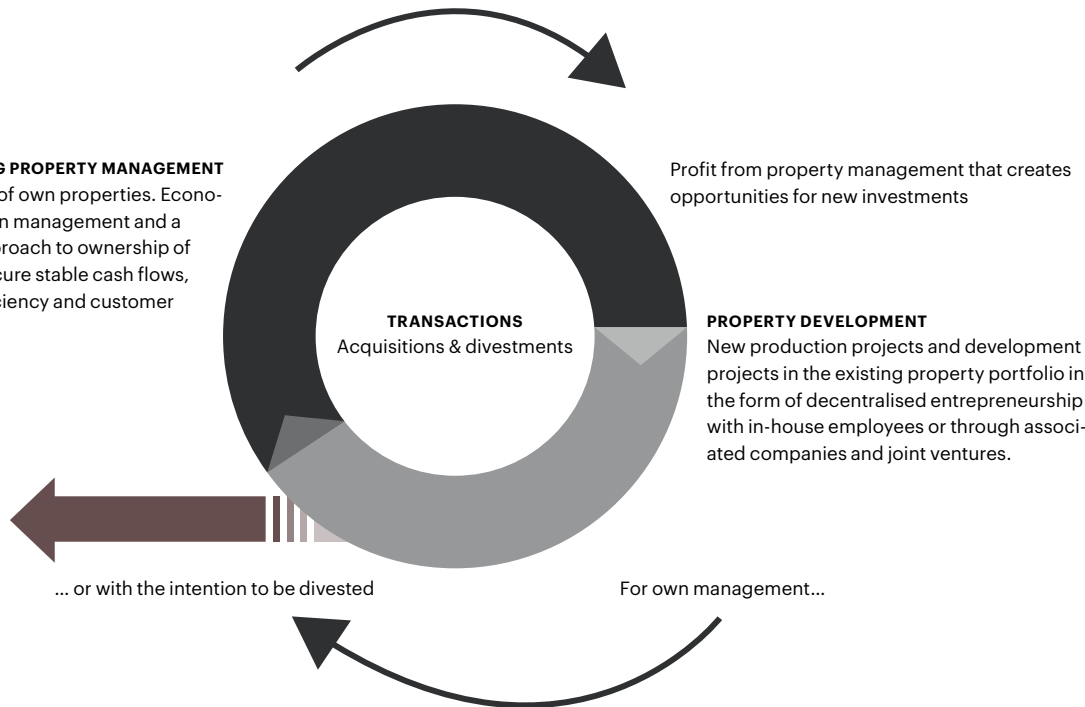 G PROPERTY MANAGEMENT
of own properties. Econo-
n management and a
roach to ownership of
cure stable cash flows,
ciency and customer
Profit from property management that creates
opportunities for new investments
TRANSACTIONS
Acquisitions & divestments
PROPERTY DEVELOPMENT
New production projects and development
projects in the existing property portfolio in
the form of decentralised entrepreneurship
with in-house employees or through associ-
ated companies and joint ventures.
... or with the intention to be divested
For own management...